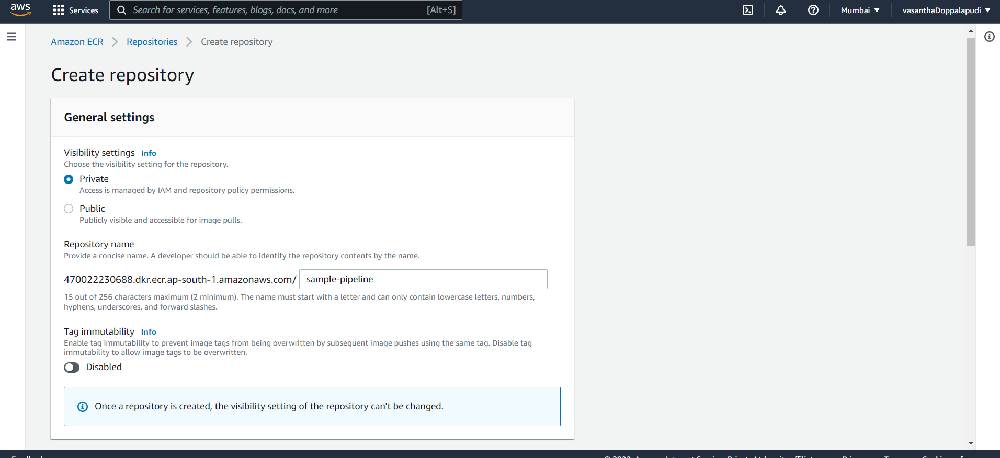 aws
Services
Search for services, features, blogs, docs, and more [Alt+S]
Mumbai ▼
vasanthaDoppalapudi ▼
Amazon ECR > Repositories > Create repository
Create repository
General settings
Visibility settings Info
Choose the visibility setting for the repository.
Private
Access is managed by IAM and repository policy permissions.
Public
Publicly visible and accessible for image pulls.
Repository name
Provide a concise name. A developer should be able to identify the repository contents by the name.
470022230688.dkr.ecr.ap-south-1.amazonaws.com/ sample-pipeline
15 out of 256 characters maximum (2 minimum). The name must start with a letter and can only contain lowercase letters, numbers,
hyphens, underscores, and forward slashes.
Tag immutability Info
Enable tag immutability to prevent image tags from being overwritten by subsequent image pushes using the same tag. Disable tag
immutability to allow image tags to be overwritten.
Disabled
Once a repository is created, the visibility setting of the repository can't be changed.